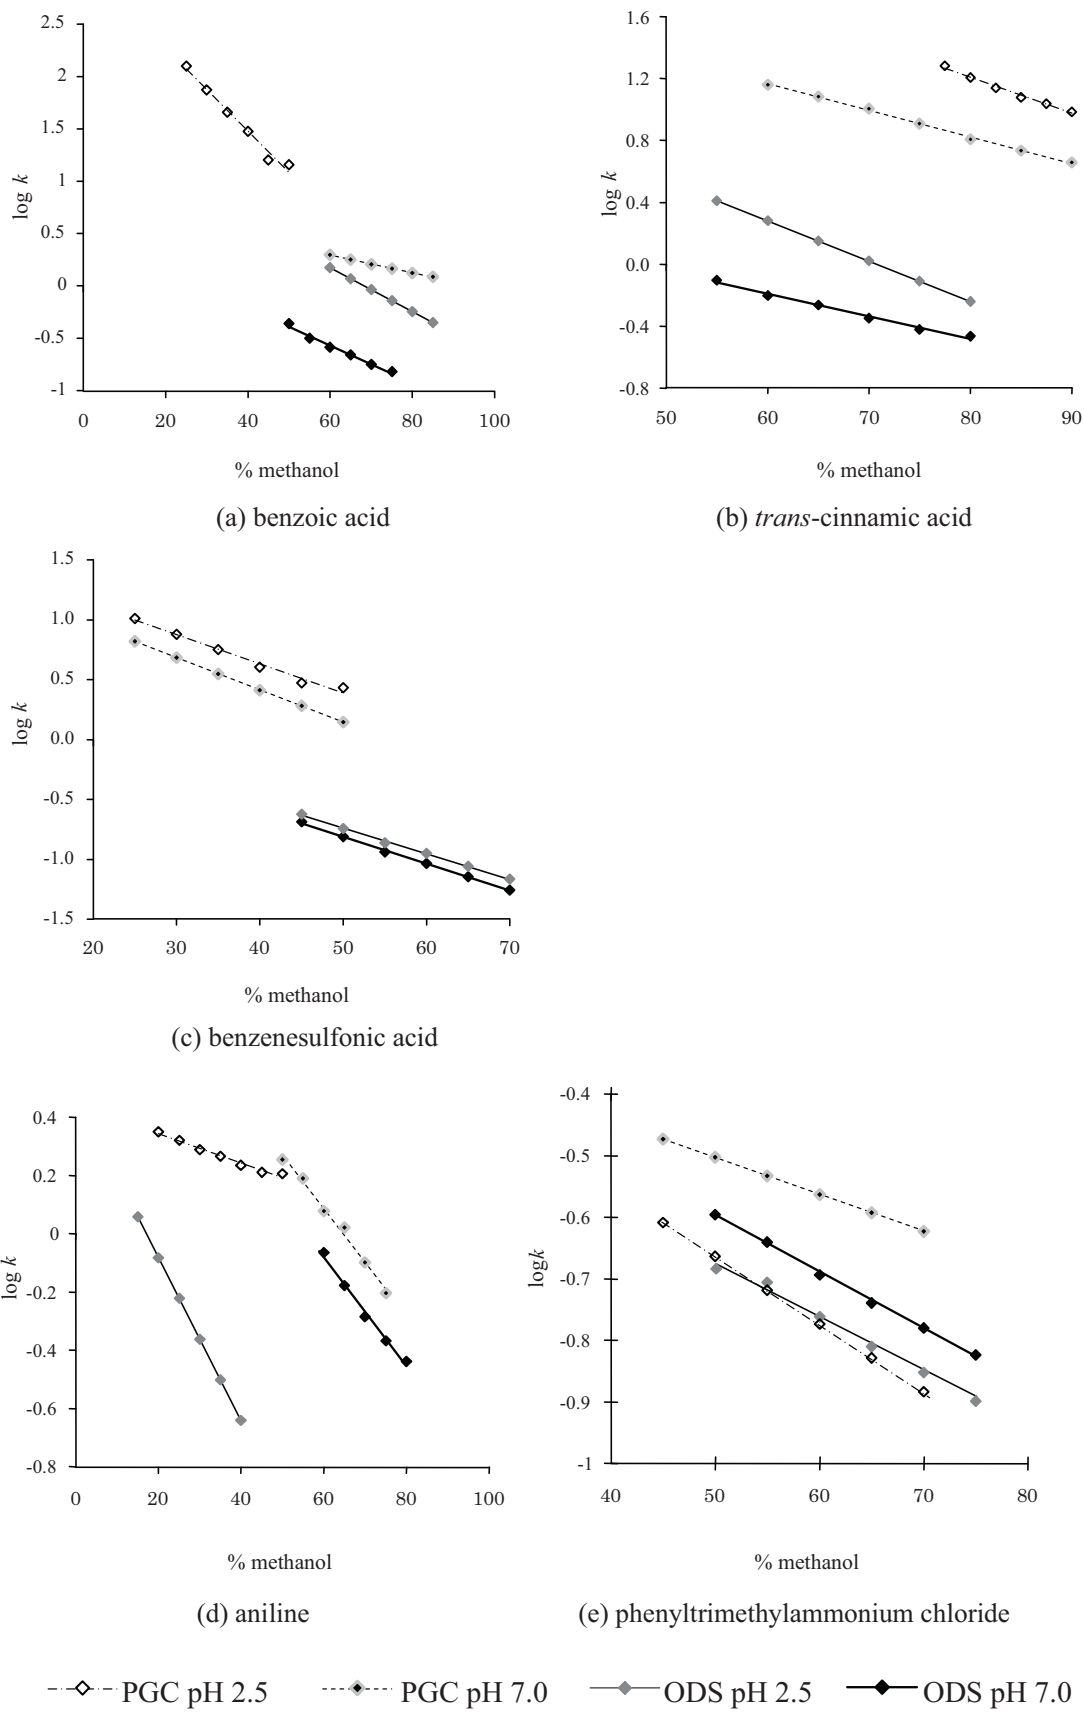 2.5
2
1.5
1
0.5
0
-0.5
-1
log k
0 20 40 60 80 100
% methanol
(a) benzoic acid
1.6
1.2
0.8
0.4
0.0
-0.4
-0.8
log k
50 60 70 80 90
% methanol
(b) trans-cinnamic acid
1.5
1.0
0.5
0.0
-0.5
-1.0
-1.5
log k
20 30 40 50 60 70
% methanol
(c) benzenesulfonic acid
0.4
0.2
0
-0.2
-0.4
-0.6
-0.8
log k
0 20 40 60 80 100
% methanol
(d) aniline
-0.4
-0.5
-0.6
-0.7
-0.8
-0.9
-1
logk
40 50 60 70 80
% methanol
(e) phenyltrimethylammonium chloride
PGC pH 2.5 PGC pH 7.0 ODS pH 2.5 ODS pH 7.0